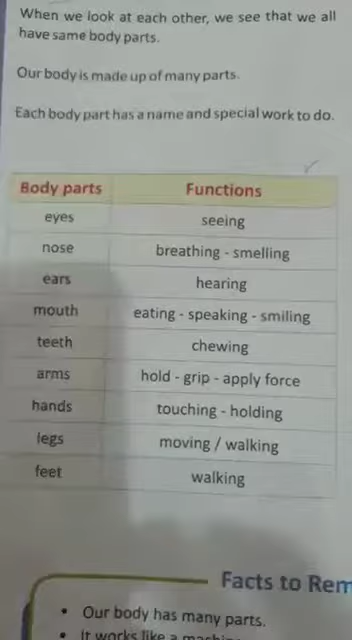 When we look at each other, we see that we all
have same body parts.
Our body is made up of many parts.
Each body part has a name and special work to do.
Body parts Functions
eyes seeing
nose breathing - smelling
ears hearing
mouth eating - speaking - smiling
teeth chewing
arms hold - grip - apply force
hands touching - holding
legs moving / walking
feet walking
Facts to Rem
• Our body has many parts.
• It works like a